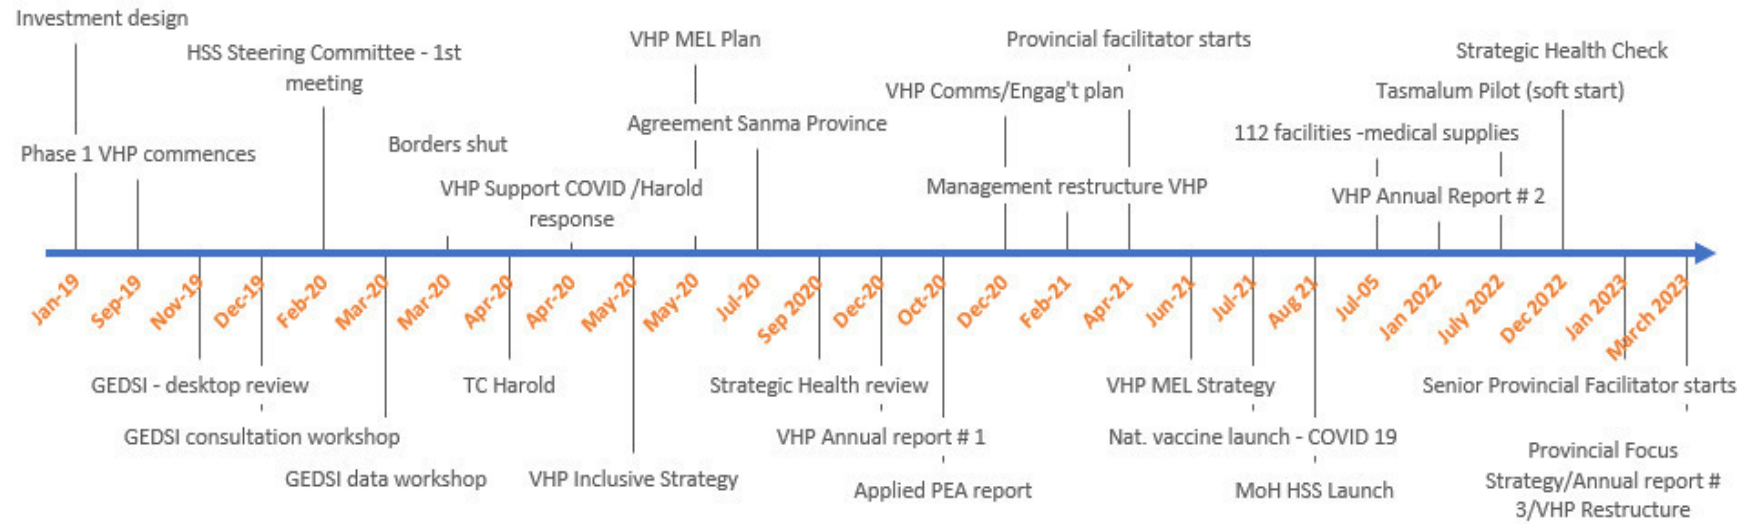 Investment design
HSS Steering Committee - 1st
meeting
VHP MEL Plan
Provincial facilitator starts
Strategic Health Check
VHP Comms/Engag't plan
Tasmalum Pilot (soft start)
Agreement Sanma Province
112 facilities -medical supplies
Phase 1 VHP commences
Borders shut
VHP Support COVID /Harold
response
Management restructure VHP
VHP Annual Report # 2
Jan-19
Sep-19
Nov-19
Dec-19
Feb-20
Mar-20
Mar-20
Apr-20
Apr-20
May-20
May-20
Jul-20
Sep 2020
Dec-20
Oct-20
Dec-20
Feb-21
Apr-21
Jun-21
Jul-21
Aug 21
Jul-05
Jan 2022
July 2022
Dec 2022
Jan 2023
March 2023
GEDSI - desktop review
TC Harold
Strategic Health review
VHP MEL Strategy
Senior Provincial Facilitator starts
GEDSI consultation workshop
VHP Annual report # 1
Nat. vaccine launch - COVID 19
GEDSI data workshop
VHP Inclusive Strategy
Applied PEA report
MoH HSS Launch
Provincial Focus
Strategy/Annual report #
3/VHP Restructure